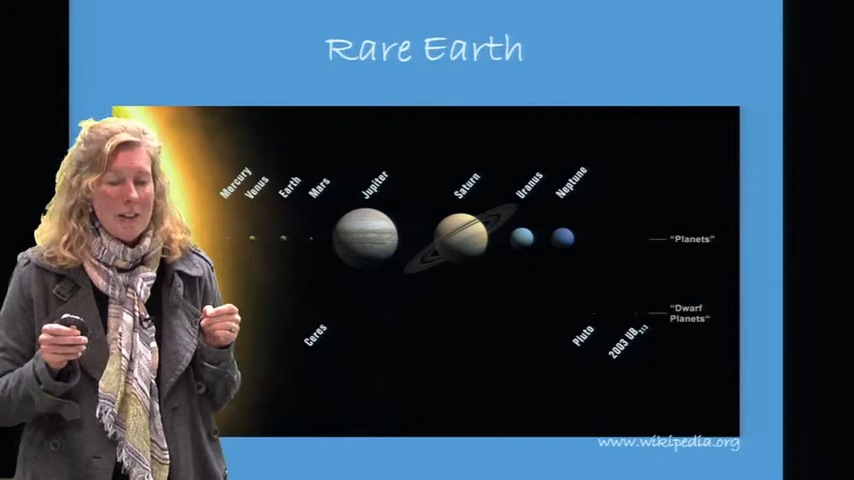 Rare Earth
Mercury
Venus
Earth
Mars
Jupiter
Saturn
Uranus
Neptune
"Planets"
Ceres
Pluto
2003 UB313
"Dwarf
Planets"
www.wikipedia.org